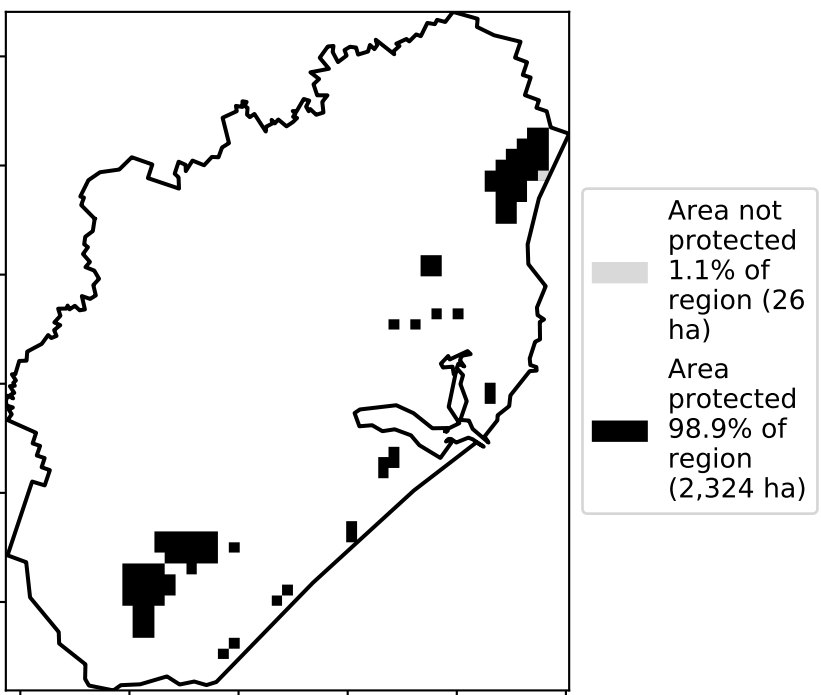 Area not
protected
1.1% of
region (26
ha)
Area
protected
98.9% of
region
(2,324 ha)